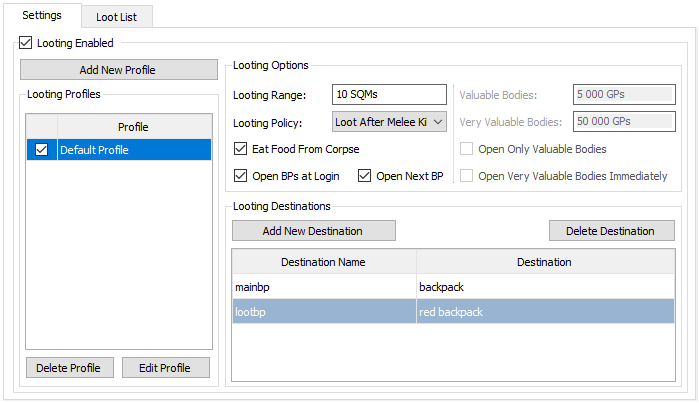 Settings
Loot List
Looting Enabled
Add New Profile
Looting Profiles
Profile
Default Profile
Delete Profile
Edit Profile
Looting Options
Looting Range:
10 SQMs
Valuable Bodies:
5 000 GPs
Looting Policy:
Loot After Melee Ki
Very Valuable Bodies:
50 000 GPs
Eat Food From Corpse
Open Only Valuable Bodies
Open BPs at Login
Open Next BP
Open Very Valuable Bodies Immediately
Looting Destinations
Add New Destination
Delete Destination
Destination Name
Destination
mainbp
backpack
lootbp
red backpack